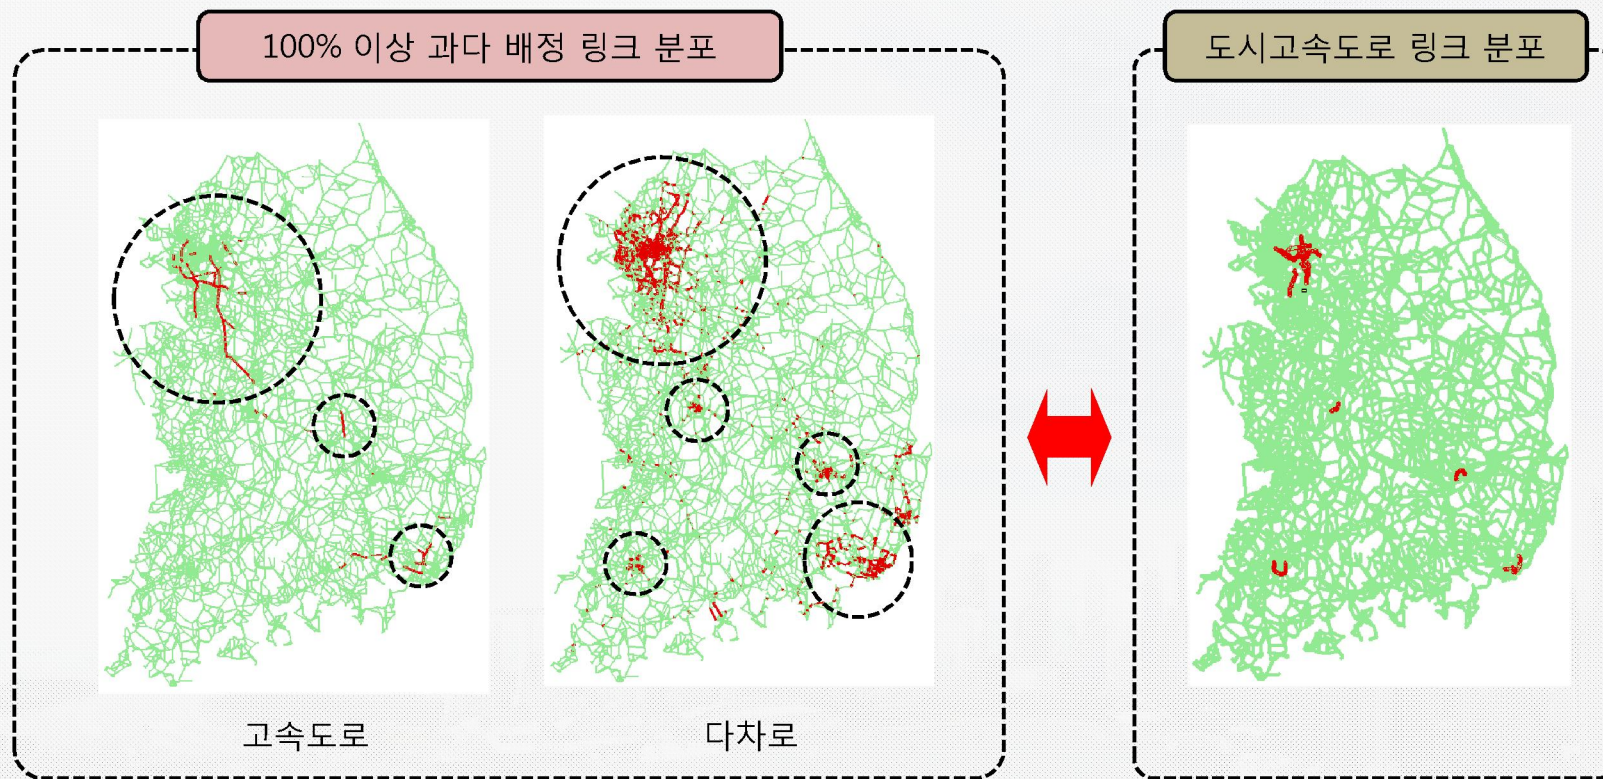 100% 이상 과다 배정 링크 분포
도시고속도로 링크 분포
고속도로
다차로